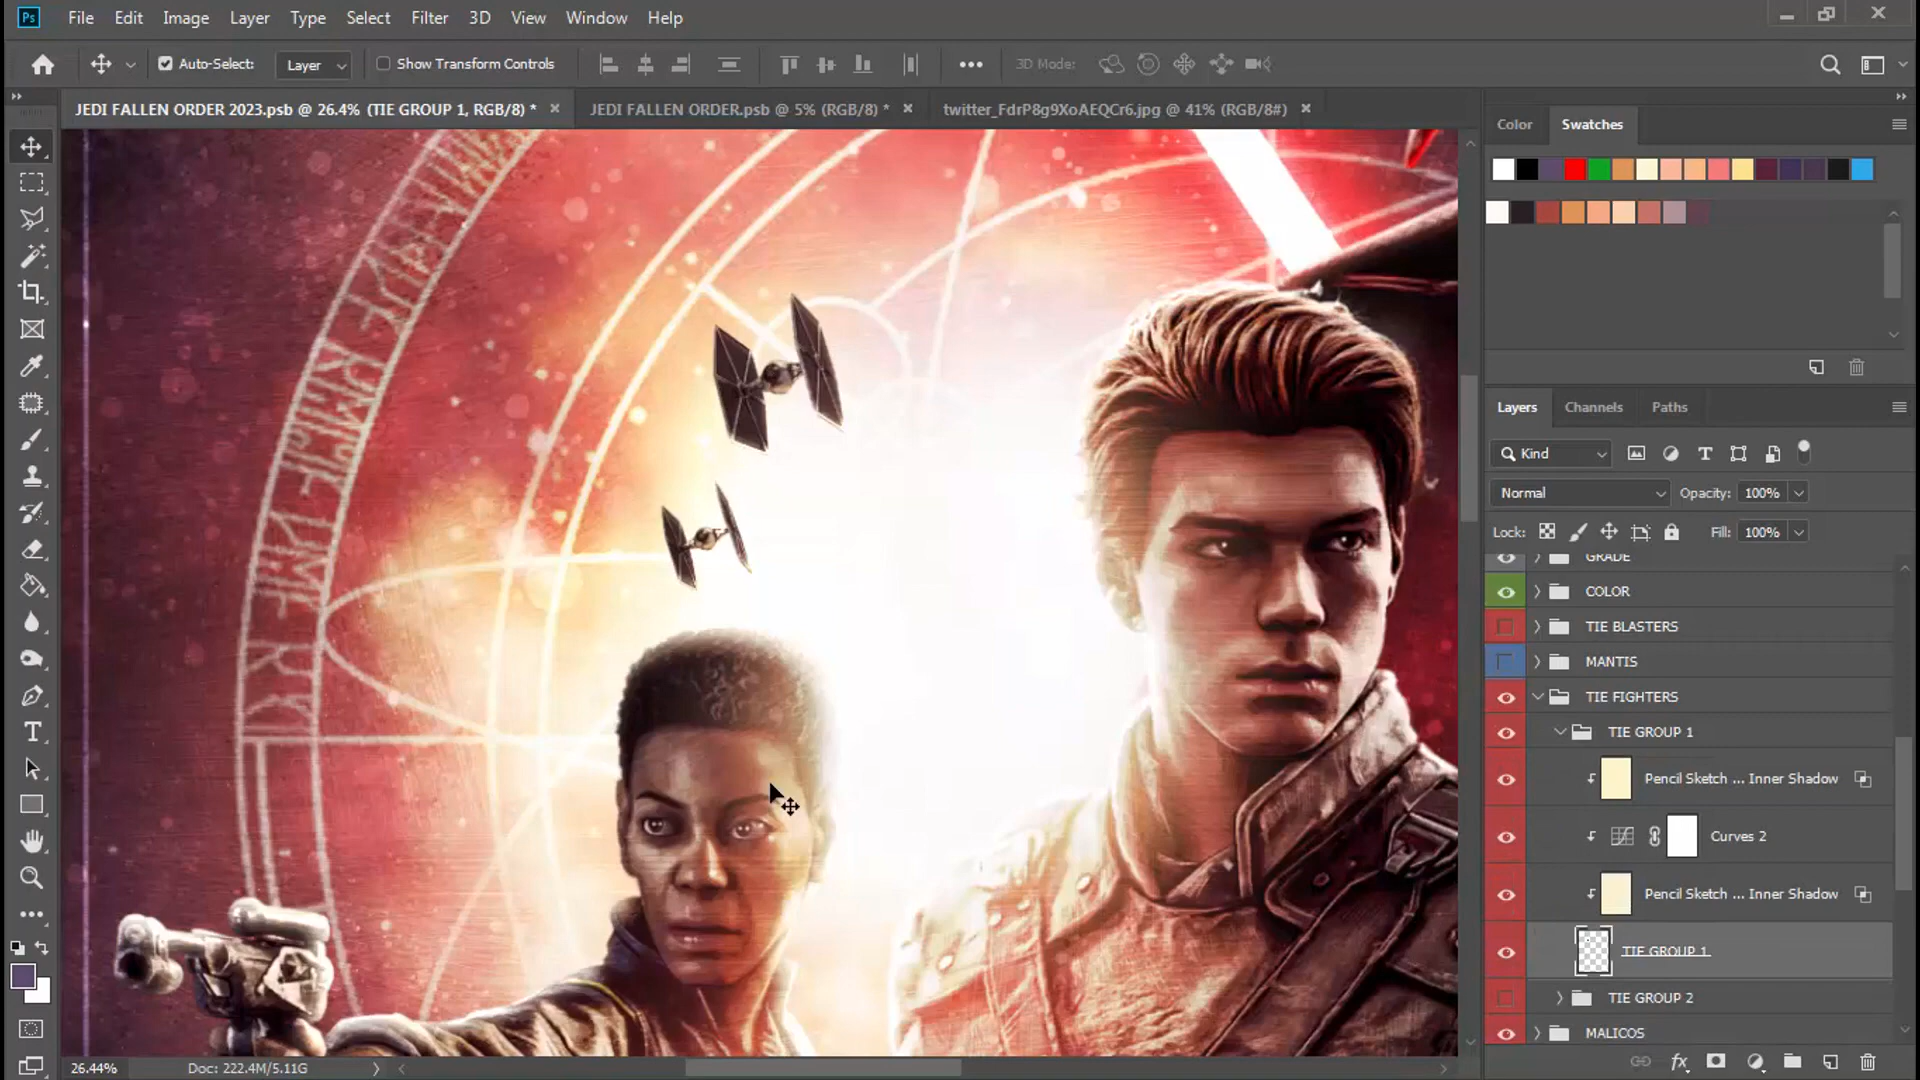 Ps File Edit Image Layer Type Select Filter 3D View Window Help
Auto-Select: Layer Show Transform Controls 3D Mode:
JEDI FALLEN ORDER 2023.psb @ 26.4% (TIE GROUP 1, RGB/8) * JEDI FALLEN ORDER.psb @ 5% (RGB/8) * twitter_FdrP8g9XoAEQCr6.jpg @ 41% (RGB/8#)
Color Swatches
Layers Channels Paths
Kind
Normal Opacity: 100%
Lock: Fill: 100%
GRADE
COLOR
TIE BLASTERS
MANTIS
TIE FIGHTERS
TIE GROUP 1
Pencil Sketch ... Inner Shadow
Curves 2
Pencil Sketch ... Inner Shadow
TIE GROUP 1
TIE GROUP 2
MALICOS
26.44% Doc: 222.4M/5.11G